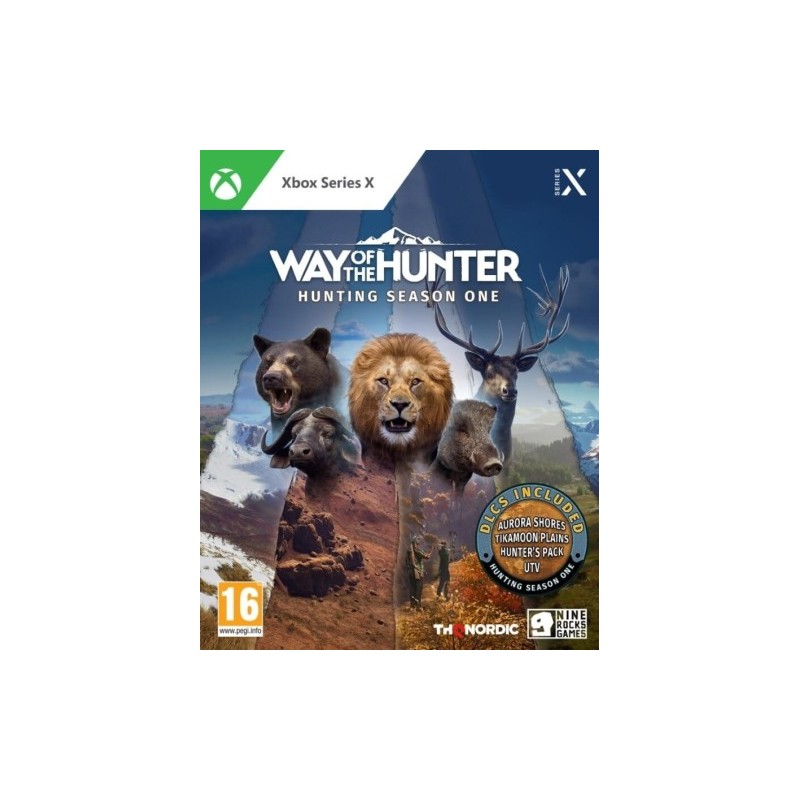 Xbox Series X
SERIES X
WAY OF THE HUNTER
HUNTING SEASON ONE
DLCS INCLUDED
AURORA SHORES
TIKAMOON PLAINS
HUNTER'S PACK
UTV
HUNTING SEASON ONE
16
www.pegi.info
THQ NORDIC
NINE
ROCKS
GAMES